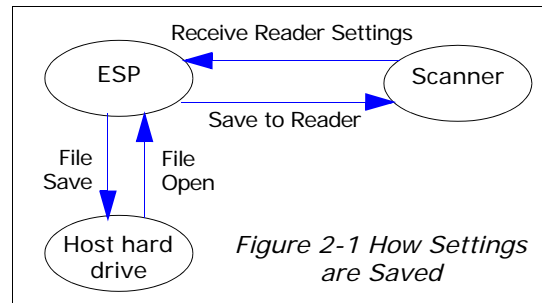 Receive Reader Settings
ESP
Scanner
Save to Reader
File
Save
File
Open
Host hard
drive
Figure 2-1 How Settings
are Saved